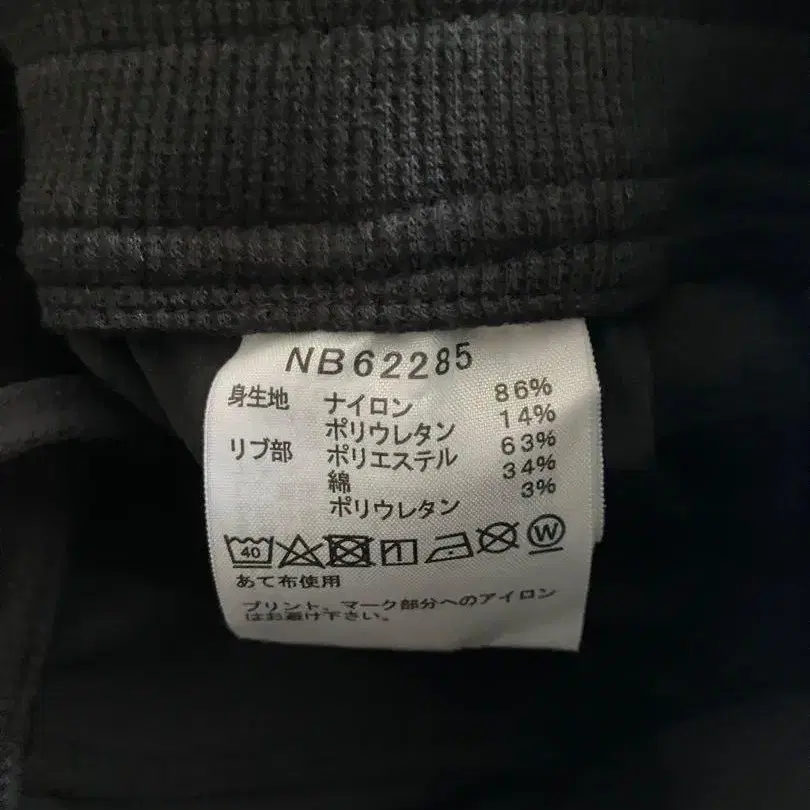 NB62285
身生地 ナイロン 86%
ポリウレタン 14%
リブ部 ポリエステル 63%
綿 34%
ポリウレタン 3%
40 W
あて布使用
プリント、マーク部分へのアイロン
はお避け下さい。